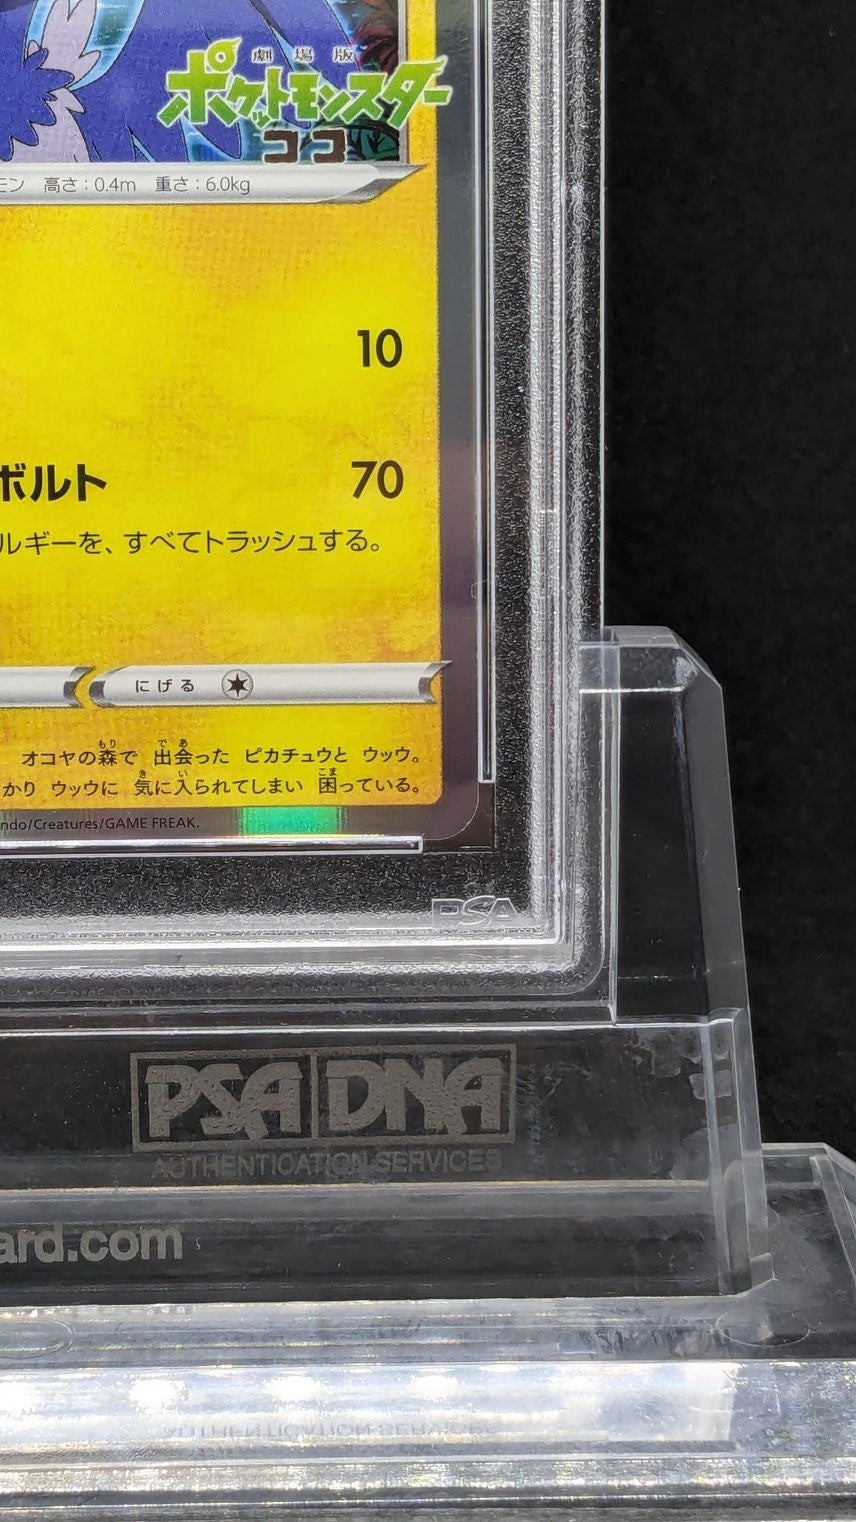 劇場版
ポケットモンスター
ココ
モン 高さ:0.4m 重さ:6.0kg
10
ボルト 70
ルギーを、すべてトラッシュする。
にげる
オコヤの森で 出会った ピカチュウと ウッウ。
かり ウッウに 気に入られてしまい 困っている。
ndo/Creatures/GAME FREAK.
PSA
PSA DNA
AUTHENTICATION SERVICES
ard.com